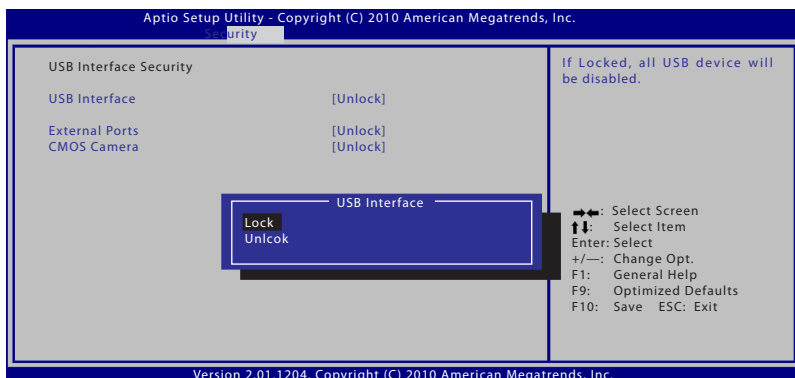 Aptio Setup Utility - Copyright (C) 2010 American Megatrends, Inc.
Security
USB Interface Security
USB Interface [Unlock]
External Ports [Unlock]
CMOS Camera [Unlock]
If Locked, all USB device will
be disabled.
USB Interface
Lock
Unlcok
→←: Select Screen
↑↓: Select Item
Enter: Select
+/—: Change Opt.
F1: General Help
F9: Optimized Defaults
F10: Save ESC: Exit
Version 2.01.1204. Copyright (C) 2010 American Megatrends, Inc.